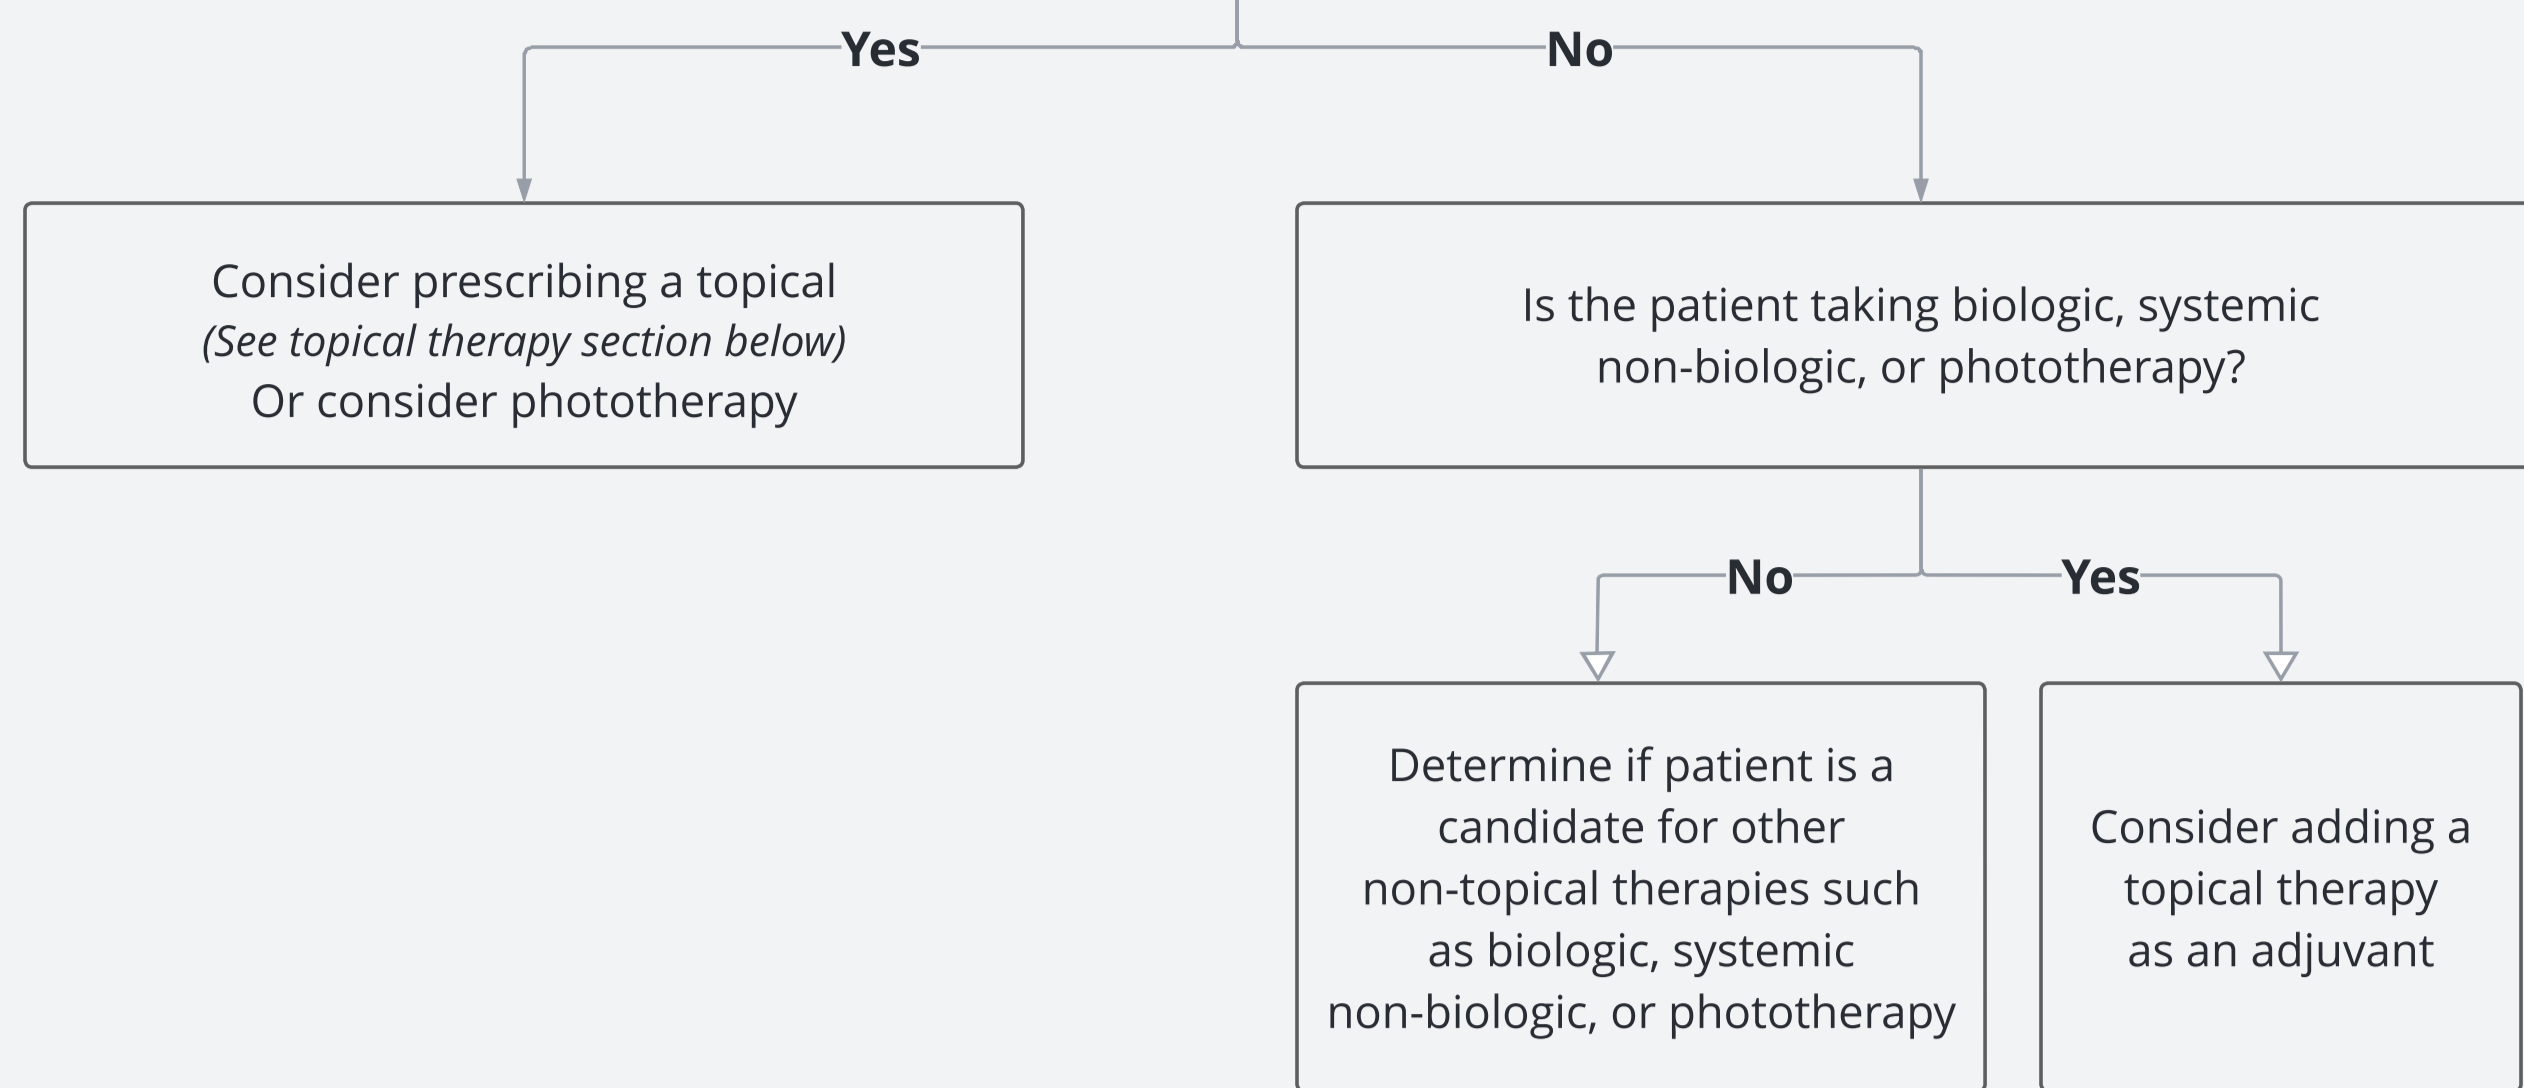 Yes
No
Consider prescribing a topical
(See topical therapy section below)
Or consider phototherapy
Is the patient taking biologic, systemic
non-biologic, or phototherapy?
No
Yes
Determine if patient is a
candidate for other
non-topical therapies such
as biologic, systemic
non-biologic, or phototherapy
Consider adding a
topical therapy
as an adjuvant